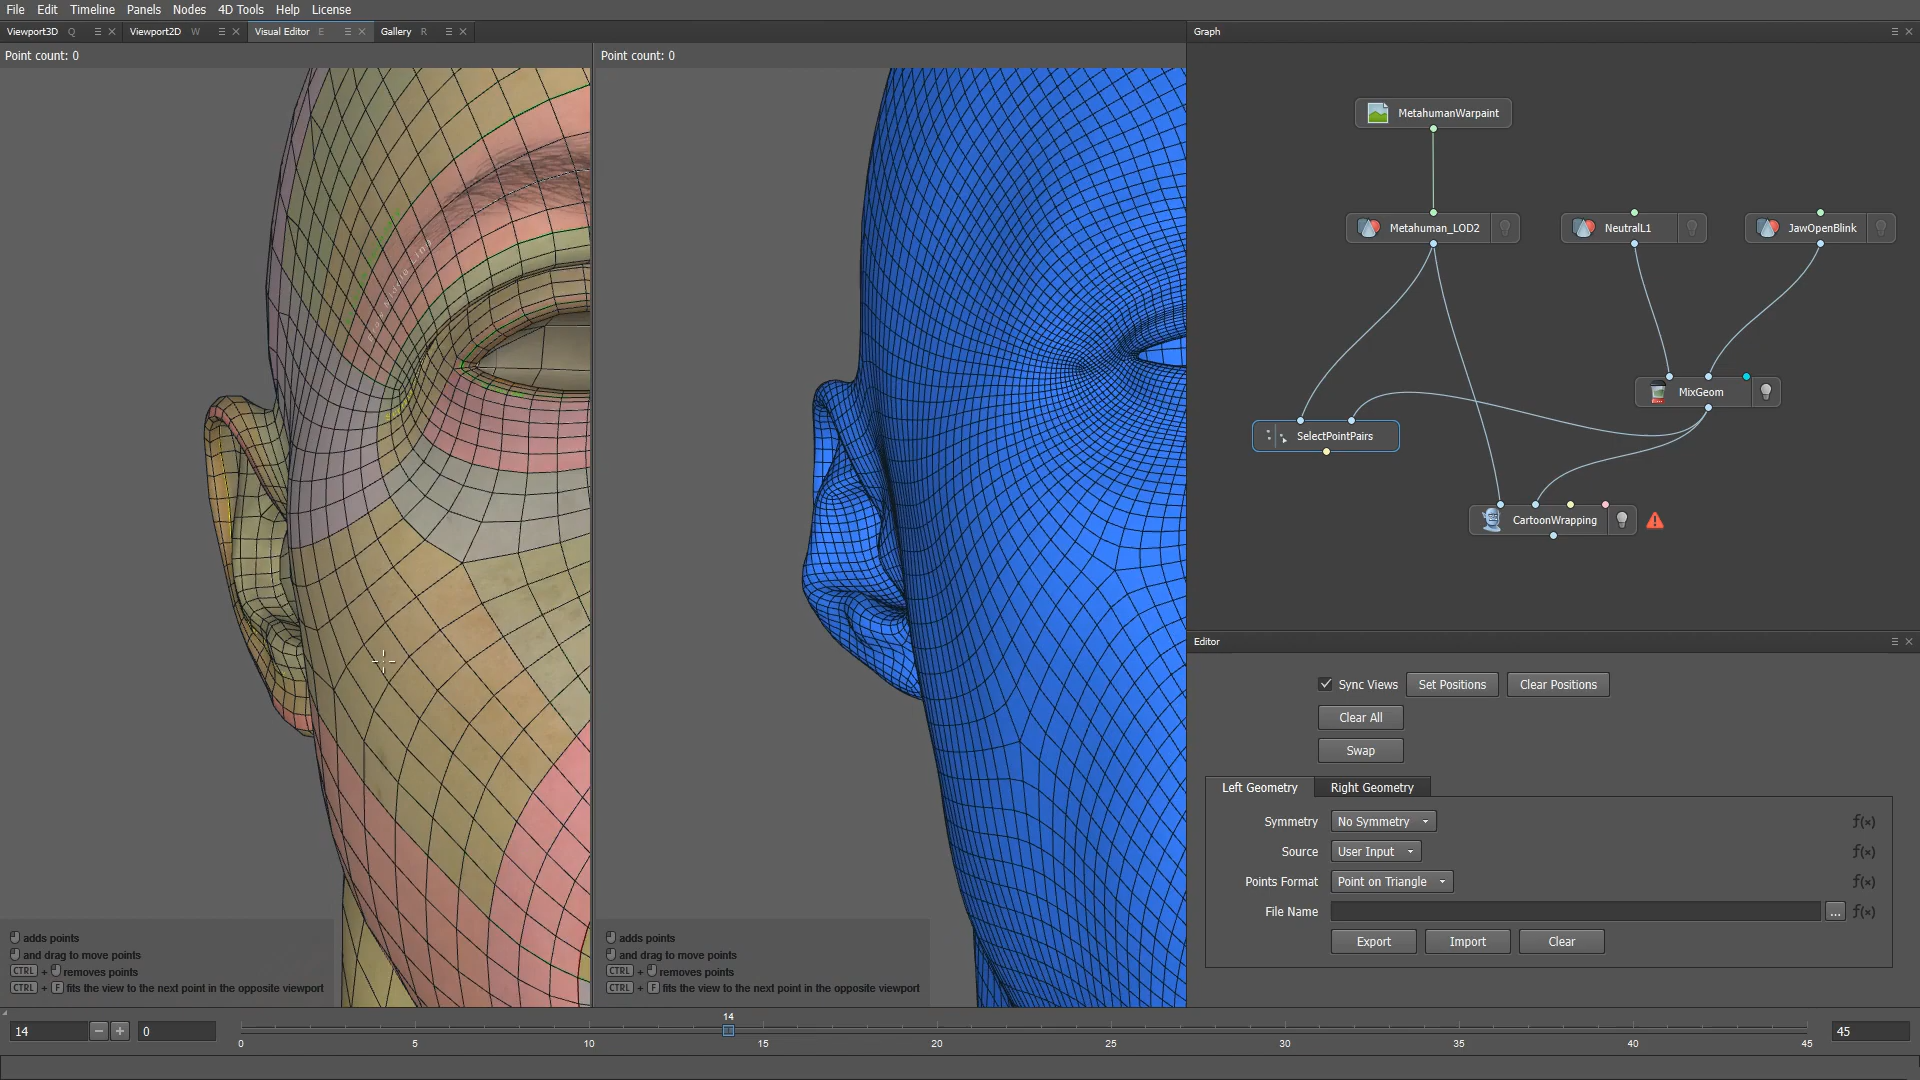 File Edit Timeline Panels Nodes 4D Tools Help License
Viewport3D Q Viewport2D W Visual Editor E Gallery R Graph
Point count: 0 Point count: 0
MetahumanWarpaint
Metahuman_LOD2 NeutralL1 JawOpenBlink
MixGeom
SelectPointPairs
CartoonWrapping
Editor
Sync Views Set Positions Clear Positions
Clear All
Swap
Left Geometry Right Geometry
Symmetry No Symmetry f(×)
Source User Input f(×)
Points Format Point on Triangle f(×)
File Name ... f(×)
Export Import Clear
adds points adds points
and drag to move points and drag to move points
CTRL + removes points CTRL + removes points
CTRL + F fits the view to the next point in the opposite viewport CTRL + F fits the view to the next point in the opposite viewport
14
14 − + 0 45
0 5 10 15 20 25 30 35 40 45